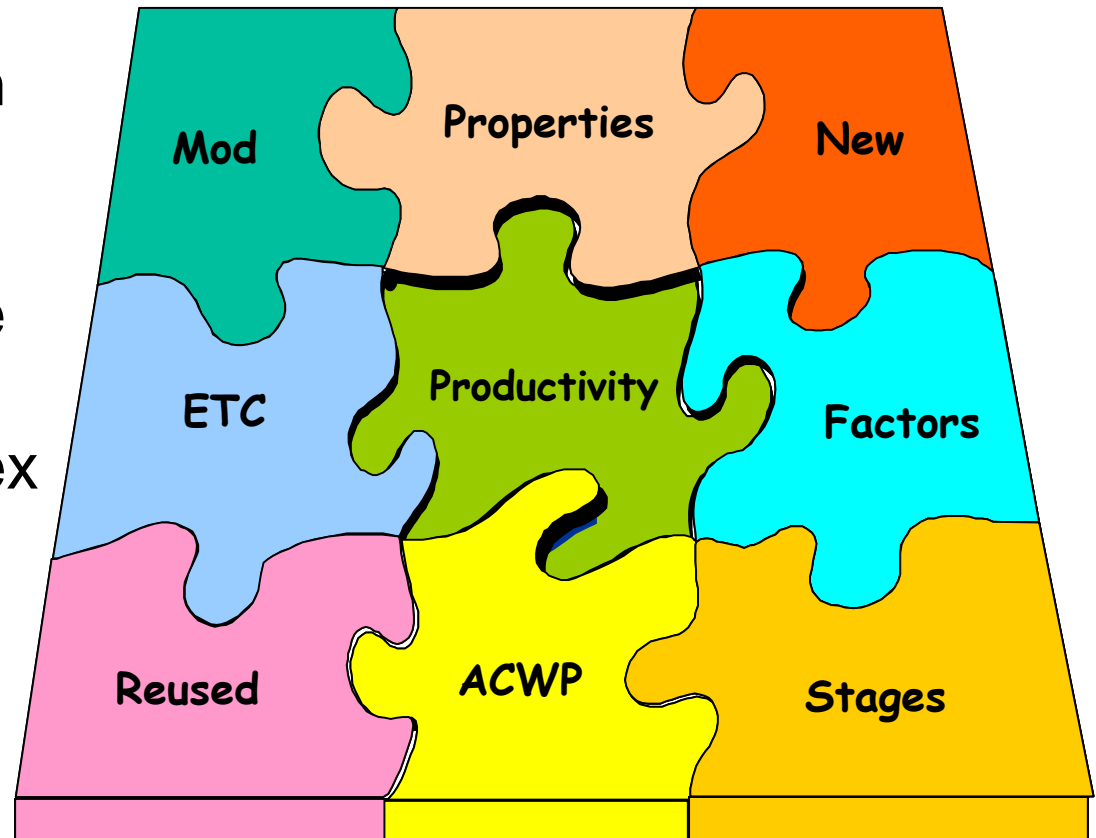 Mod
Properties
New
ETC
Productivity
Factors
Reused
ACWP
Stages